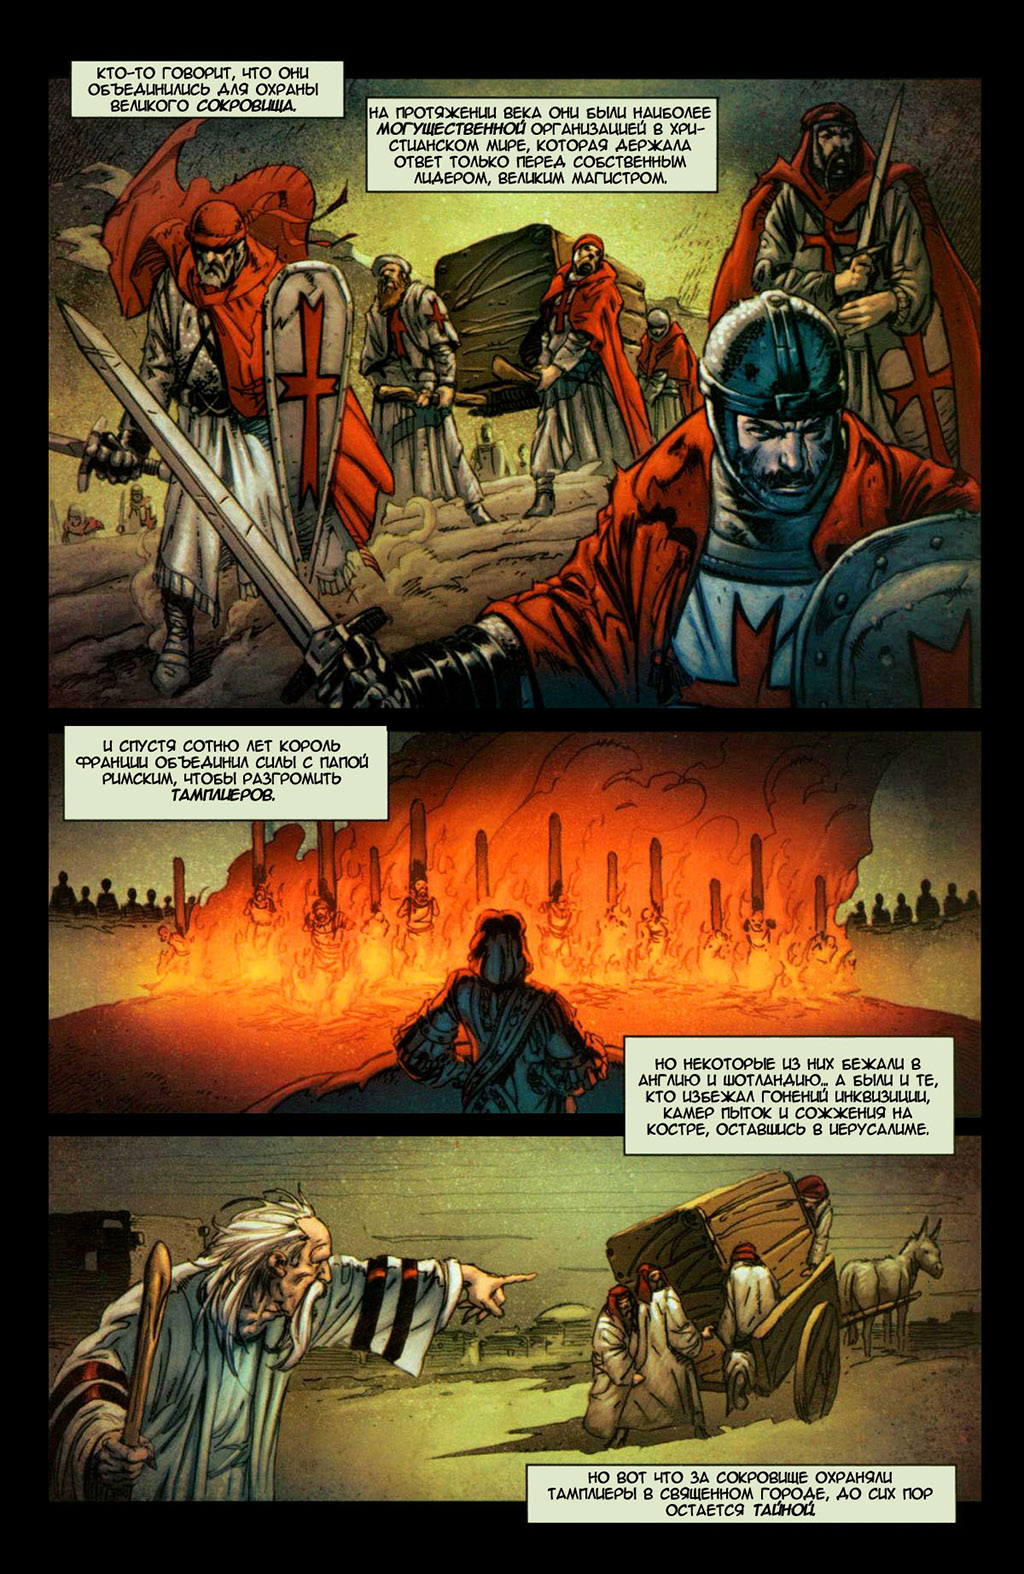 КТО-ТО ГОВОРИТ, ЧТО ОНИ
ОБЪЕДИНИЛИСЬ ДЛЯ ОХРАНЫ
ВЕЛИКОГО СОКРОВИЩА.
НА ПРОТЯЖЕНИИ ВЕКА ОНИ БЫЛИ НАИБОЛЕЕ
МОГУЩЕСТВЕННОЙ ОРГАНИЗАЦИЕЙ В ХРИ-
СТИАНСКОМ МИРЕ, КОТОРАЯ ДЕРЖАЛА
ОТВЕТ ТОЛЬКО ПЕРЕД СОБСТВЕННЫМ
ЛИДЕРОМ, ВЕЛИКИМ МАГИСТРОМ.
И СПУСТЯ СОТНЮ ЛЕТ КОРОЛЬ
ФРАНЦИИ ОБЪЕДИНИЛ СИЛЫ С ПАПОЙ
РИМСКИМ, ЧТОБЫ РАЗГРОМИТЬ
ТАМПЛИЕРОВ.
НО НЕКОТОРЫЕ ИЗ НИХ БЕЖАЛИ В
АНГЛИЮ И ШОТЛАНДИЮ... А БЫЛИ И ТЕ,
КТО ИЗБЕЖАЛ ГОНЕНИЙ ИНКВИЗИЦИИ,
КАМЕР ПЫТОК И СОЖЖЕНИЯ НА
КОСТРЕ, ОСТАВШИСЬ В ИЕРУСАЛИМЕ.
НО ВОТ ЧТО ЗА СОКРОВИЩЕ ОХРАНЯЛИ
ТАМПЛИЕРЫ В СВЯЩЕННОМ ГОРОДЕ, ДО СИХ ПОР
ОСТАЕТСЯ ТАЙНОЙ.